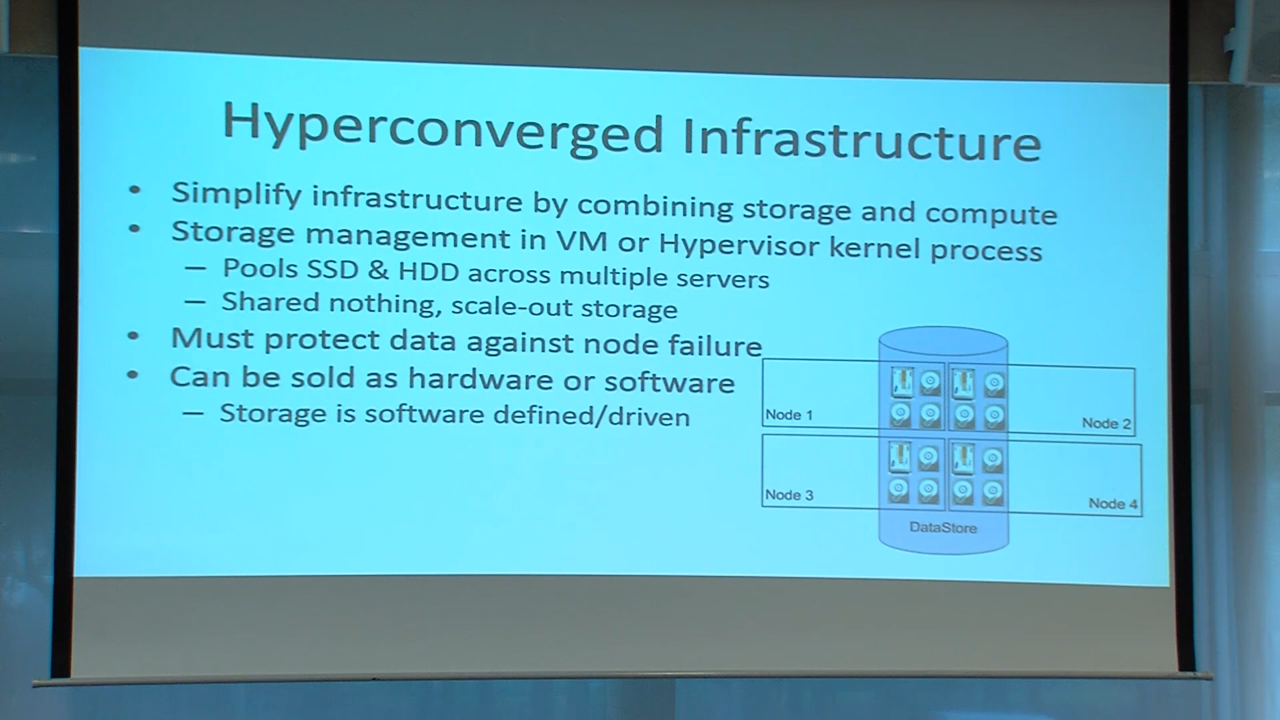 Hyperconverged Infrastructure
• Simplify infrastructure by combining storage and compute
• Storage management in VM or Hypervisor kernel process
– Pools SSD & HDD across multiple servers
– Shared nothing, scale-out storage
• Must protect data against node failure
• Can be sold as hardware or software
– Storage is software defined/driven
Node 1
Node 2
Node 3
Node 4
DataStore